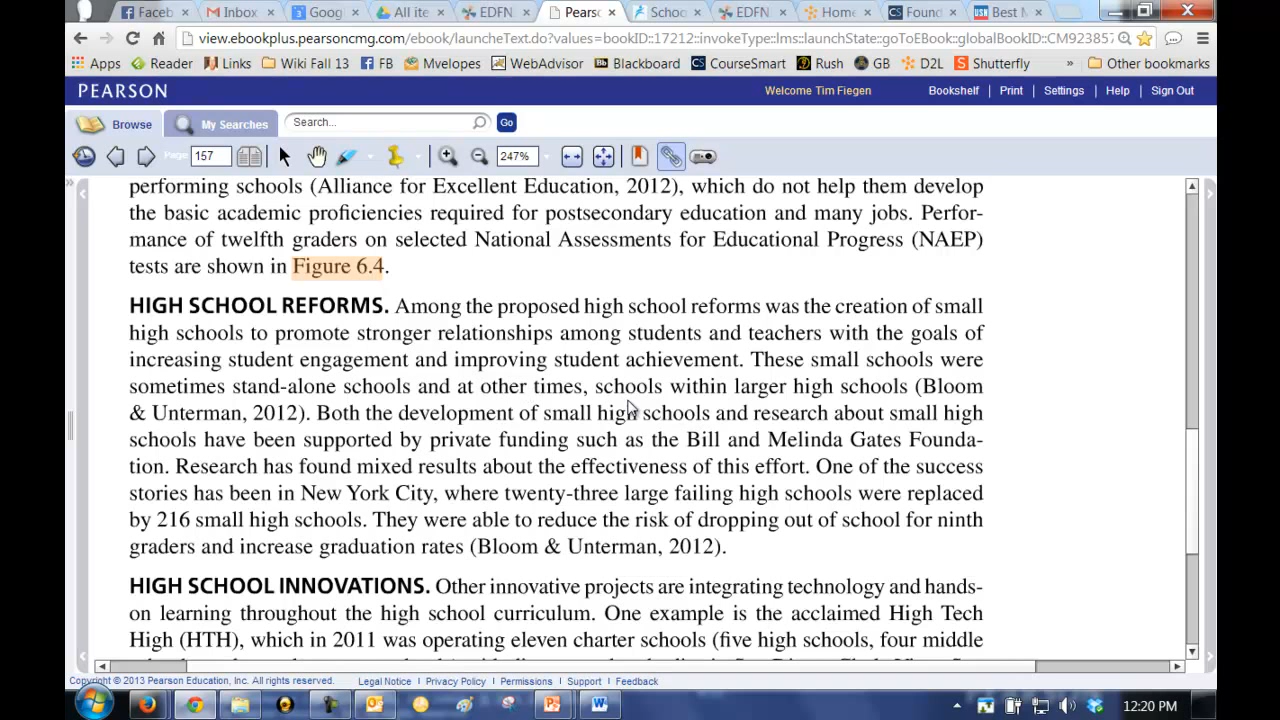 Faceb
Inbox
Goog
All ite
EDFN
Pearso
Schoo
EDFN
Home
Found
Best M
view.ebookplus.pearsoncmg.com/ebook/launcheText.do?values=bookID::17212::invokeType::lms::launchState::goToEBook::globalBookID::CM923857
Apps Reader Links Wiki Fall 13 FB Mvelopes WebAdvisor Blackboard CourseSmart Rush GB D2L Shutterfly » Other bookmarks
PEARSON Welcome Tim Fiegen Bookshelf | Print | Settings | Help | Sign Out
Browse My Searches Search... Go
Page 157 247%
performing schools (Alliance for Excellent Education, 2012), which do not help them develop
the basic academic proficiencies required for postsecondary education and many jobs. Perfor-
mance of twelfth graders on selected National Assessments for Educational Progress (NAEP)
tests are shown in Figure 6.4.
HIGH SCHOOL REFORMS. Among the proposed high school reforms was the creation of small
high schools to promote stronger relationships among students and teachers with the goals of
increasing student engagement and improving student achievement. These small schools were
sometimes stand-alone schools and at other times, schools within larger high schools (Bloom
& Unterman, 2012). Both the development of small high schools and research about small high
schools have been supported by private funding such as the Bill and Melinda Gates Founda-
tion. Research has found mixed results about the effectiveness of this effort. One of the success
stories has been in New York City, where twenty-three large failing high schools were replaced
by 216 small high schools. They were able to reduce the risk of dropping out of school for ninth
graders and increase graduation rates (Bloom & Unterman, 2012).
HIGH SCHOOL INNOVATIONS. Other innovative projects are integrating technology and hands-
on learning throughout the high school curriculum. One example is the acclaimed High Tech
High (HTH), which in 2011 was operating eleven charter schools (five high schools, four middle
Copyright © 2013 Pearson Education, Inc. All rights reserved. Legal Notice | Privacy Policy | Permissions | Support | Feedback
12:20 PM